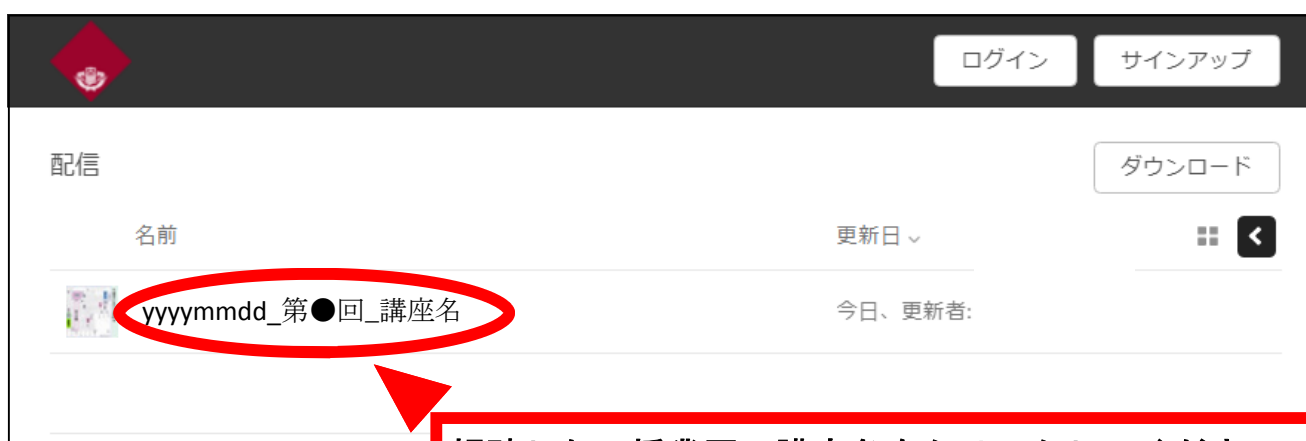 ログイン
サインアップ
配信
ダウンロード
名前
更新日
yyyymmdd_第●回_講座名
今日、更新者: